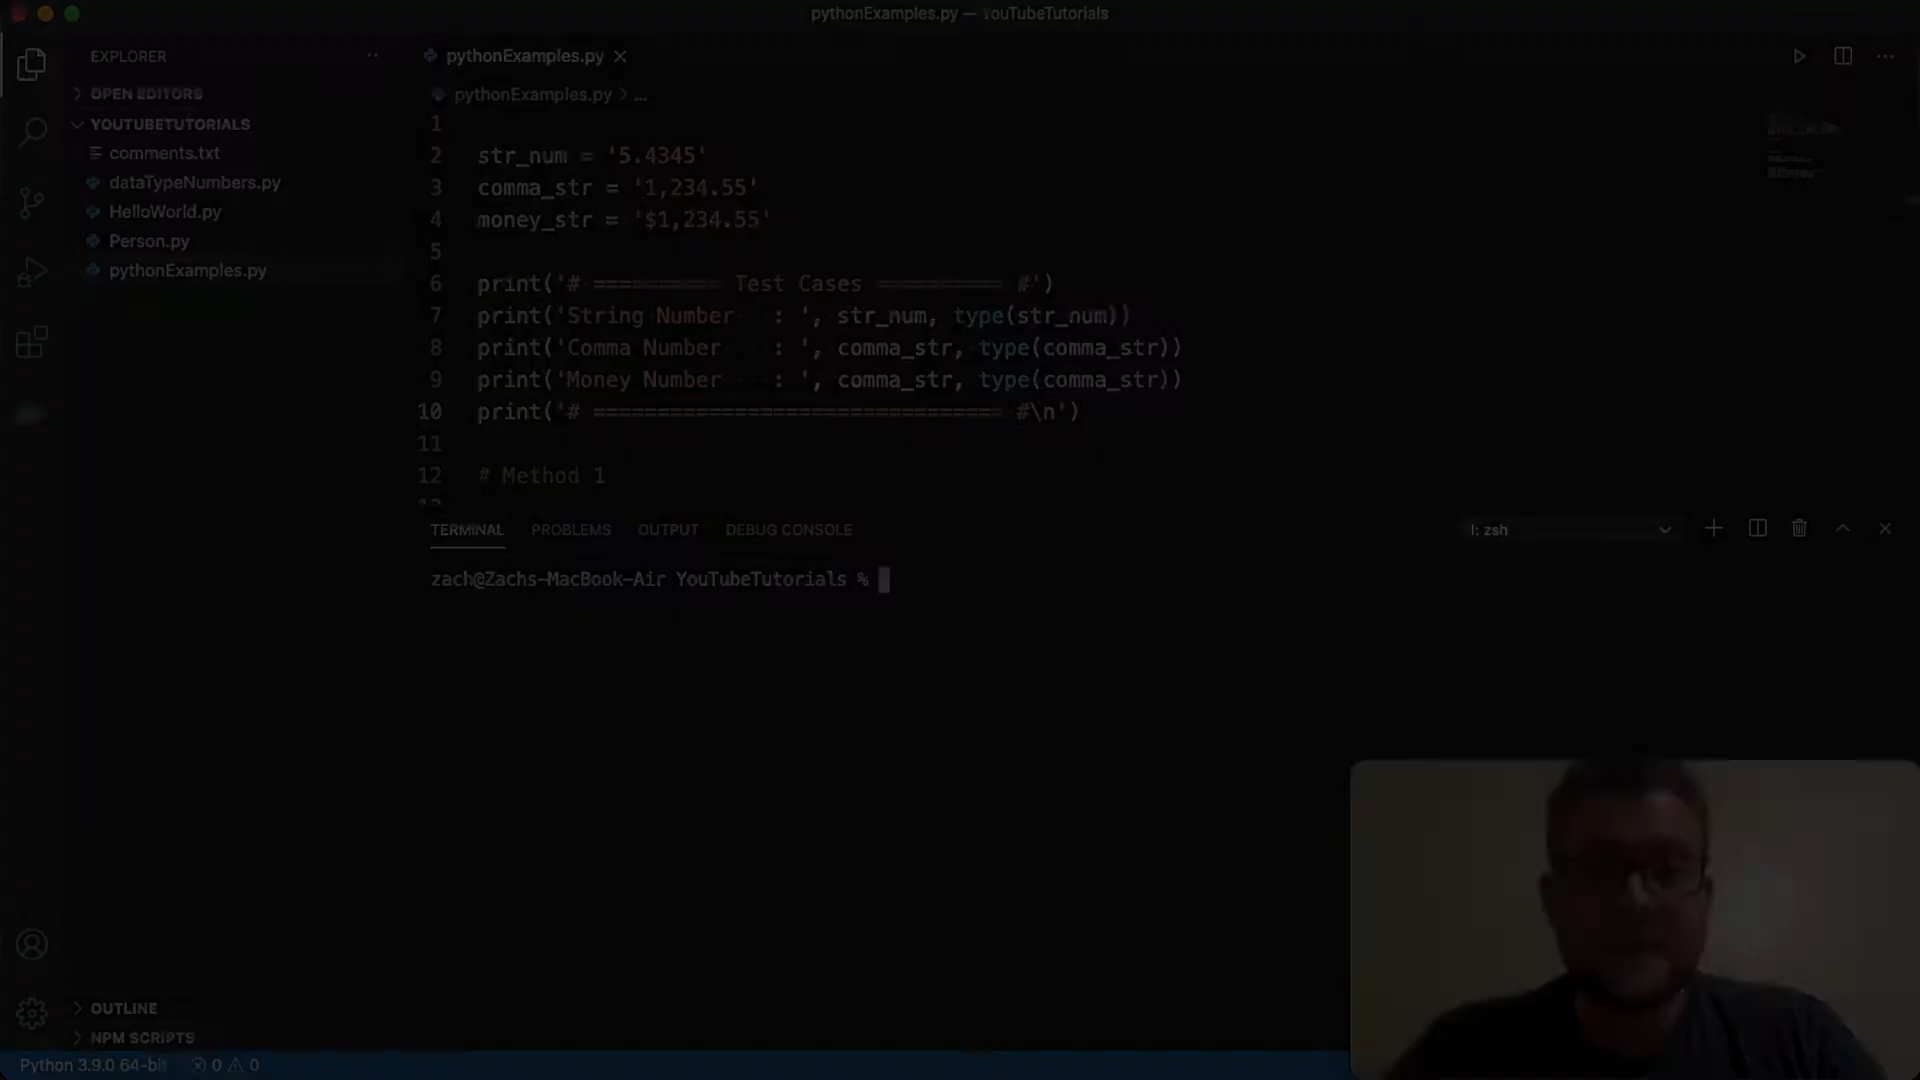 pythonExamples.py — YouTubeTutorials
EXPLORER
pythonExamples.py
OPEN EDITORS
pythonExamples.py > ...
YOUTUBETUTORIALS
comments.txt
dataTypeNumbers.py
HelloWorld.py
Person.py
pythonExamples.py
1
2 str_num = '5.4345'
3 comma_str = '1,234.55'
4 money_str = '$1,234.55'
5
6 print('# ========== Test Cases ========== #')
7 print('String Number   : ', str_num, type(str_num))
8 print('Comma Number    : ', comma_str, type(comma_str))
9 print('Money Number    : ', comma_str, type(comma_str))
10 print('# ================================ #\n')
11
12 # Method 1
TERMINAL PROBLEMS OUTPUT DEBUG CONSOLE
: zsh
zach@Zachs-MacBook-Air YouTubeTutorials %
OUTLINE
NPM SCRIPTS
Python 3.9.0 64-bit 0 0